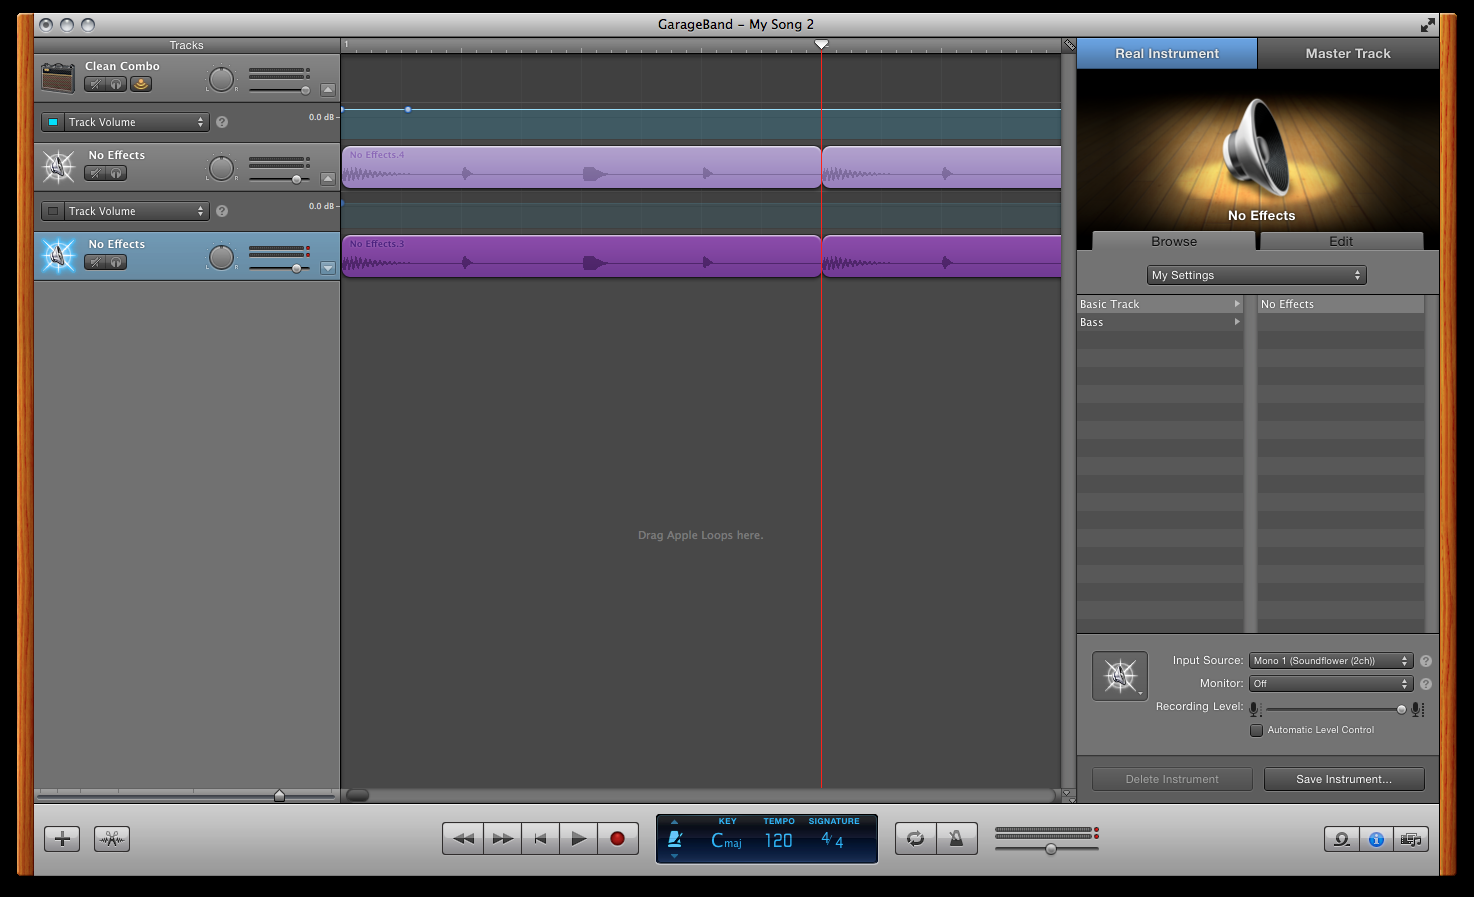 GarageBand – My Song 2
Tracks
1
Real Instrument
Master Track
Clean Combo
L R
Track Volume
?
0.0 dB
No Effects
L R
No Effects.4
Track Volume
?
0.0 dB
No Effects
L R
No Effects.3
No Effects
Browse
Edit
My Settings
Basic Track
No Effects
Bass
Drag Apple Loops here.
Input Source: Mono 1 (Soundflower (2ch)) ?
Monitor: Off ?
Recording Level:
Automatic Level Control
Delete Instrument
Save Instrument...
KEY TEMPO SIGNATURE
Cmaj 120 4/4